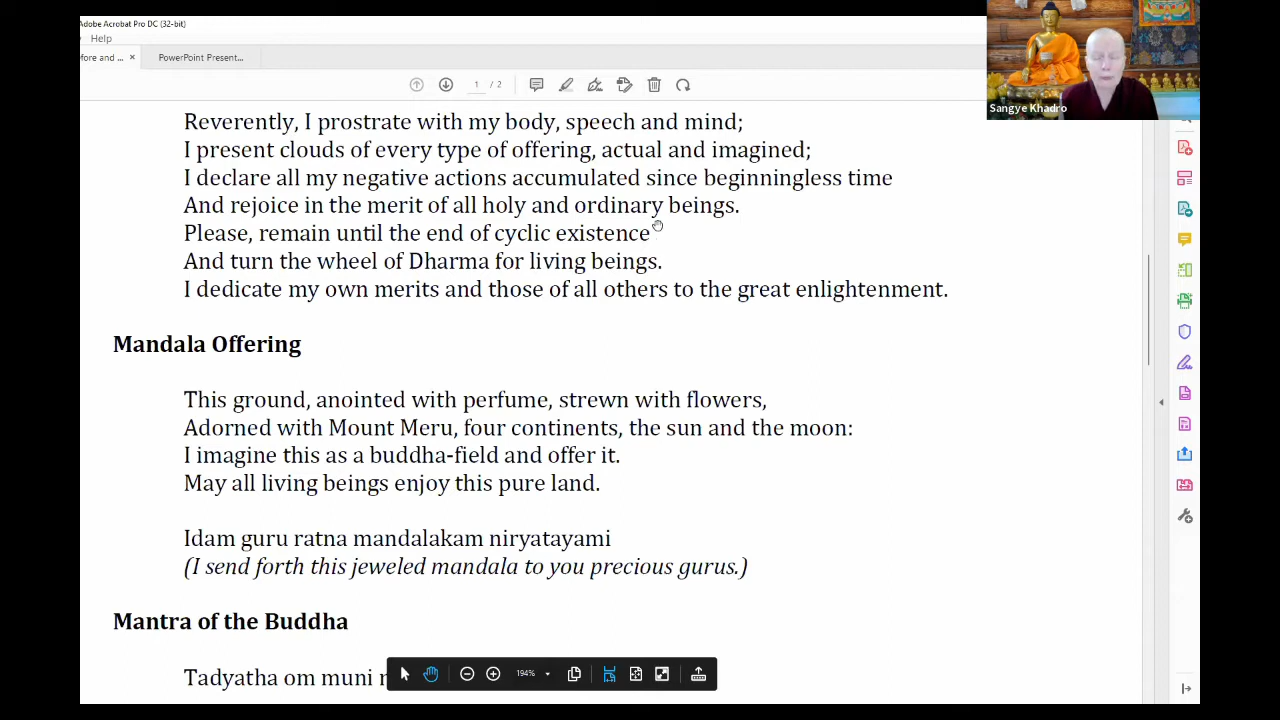 Adobe Acrobat Pro DC (32-bit)
Help
fore and ... ×
PowerPoint Present...
1 / 2
Sangye Khadro
Reverently, I prostrate with my body, speech and mind;
I present clouds of every type of offering, actual and imagined;
I declare all my negative actions accumulated since beginningless time
And rejoice in the merit of all holy and ordinary beings.
Please, remain until the end of cyclic existence
And turn the wheel of Dharma for living beings.
I dedicate my own merits and those of all others to the great enlightenment.
Mandala Offering
This ground, anointed with perfume, strewn with flowers,
Adorned with Mount Meru, four continents, the sun and the moon:
I imagine this as a buddha-field and offer it.
May all living beings enjoy this pure land.
Idam guru ratna mandalakam niryatayami
(I send forth this jeweled mandala to you precious gurus.)
Mantra of the Buddha
Tadyatha om muni
194%